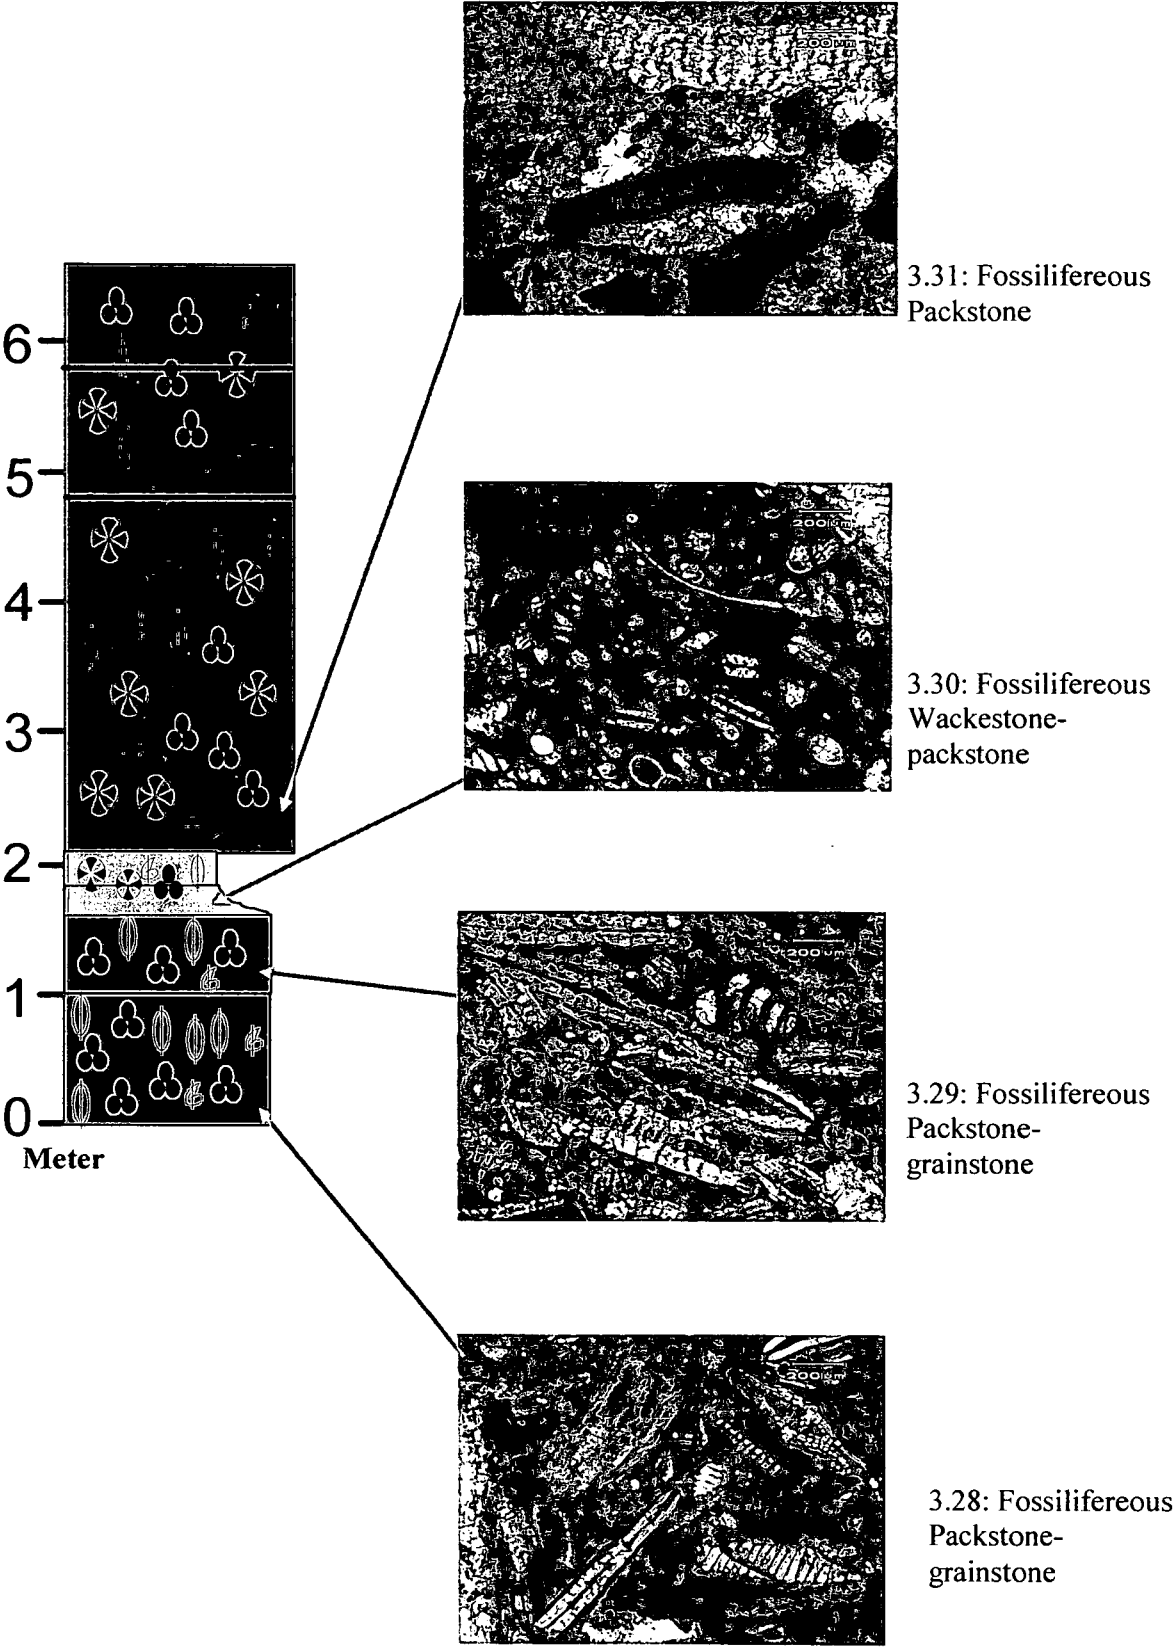 200µm
3.31: Fossilifereous
Packstone
6
5
4
3
2
1
0
Meter
200µm
3.30: Fossilifereous
Wackestone-
packstone
200um
3.29: Fossilifereous
Packstone-
grainstone
200µm
3.28: Fossilifereous
Packstone-
grainstone